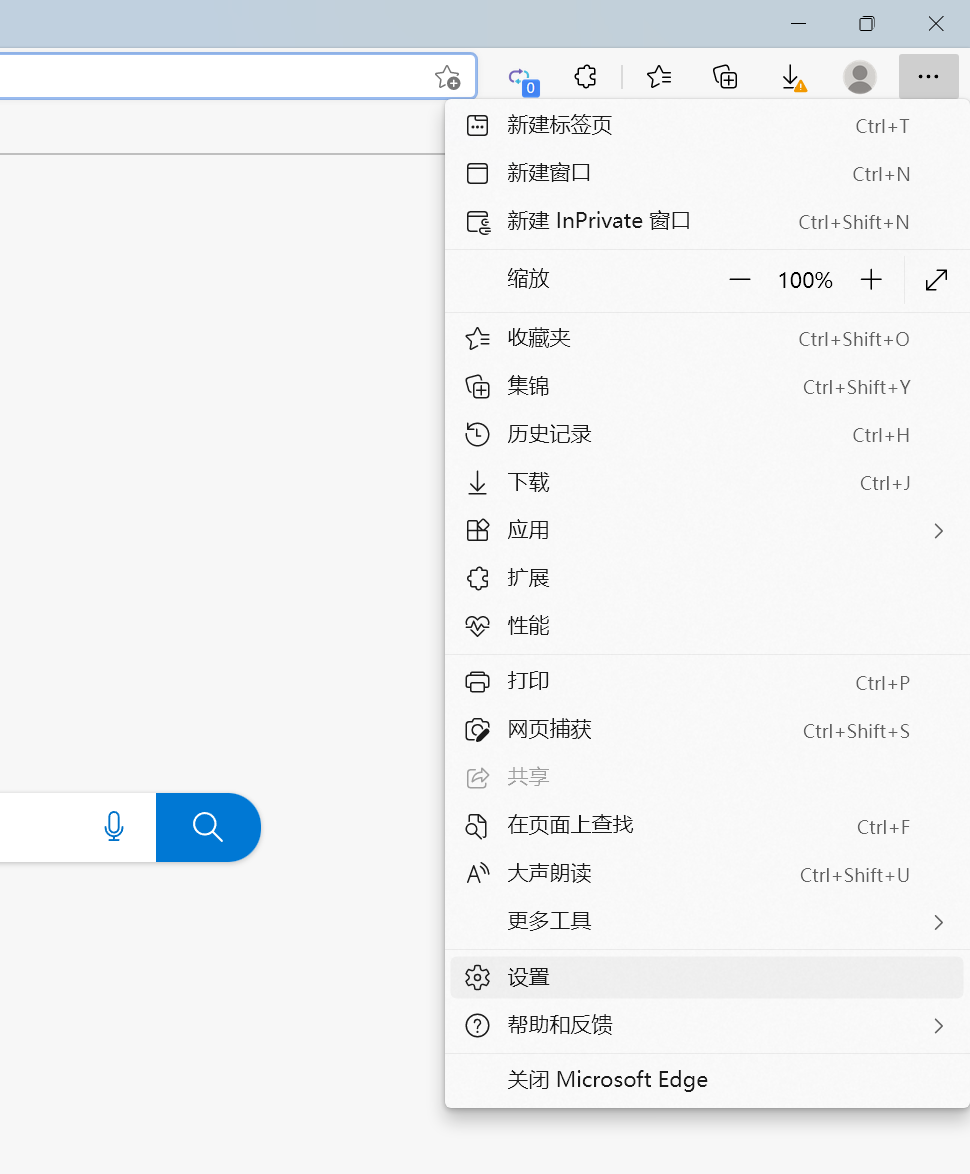 0
新建标签页 Ctrl+T
新建窗口 Ctrl+N
新建 InPrivate 窗口 Ctrl+Shift+N
缩放 100%
收藏夹 Ctrl+Shift+O
集锦 Ctrl+Shift+Y
历史记录 Ctrl+H
下载 Ctrl+J
应用
扩展
性能
打印 Ctrl+P
网页捕获 Ctrl+Shift+S
共享
在页面上查找 Ctrl+F
大声朗读 Ctrl+Shift+U
更多工具
设置
帮助和反馈
关闭 Microsoft Edge